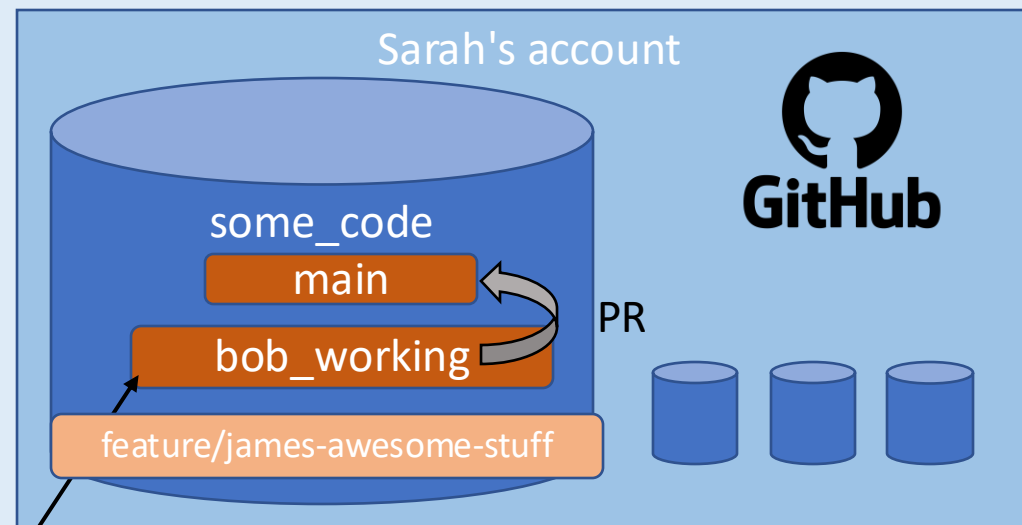 Sarah's account
GitHub
some_code
main
PR
bob_working
feature/james-awesome-stuff